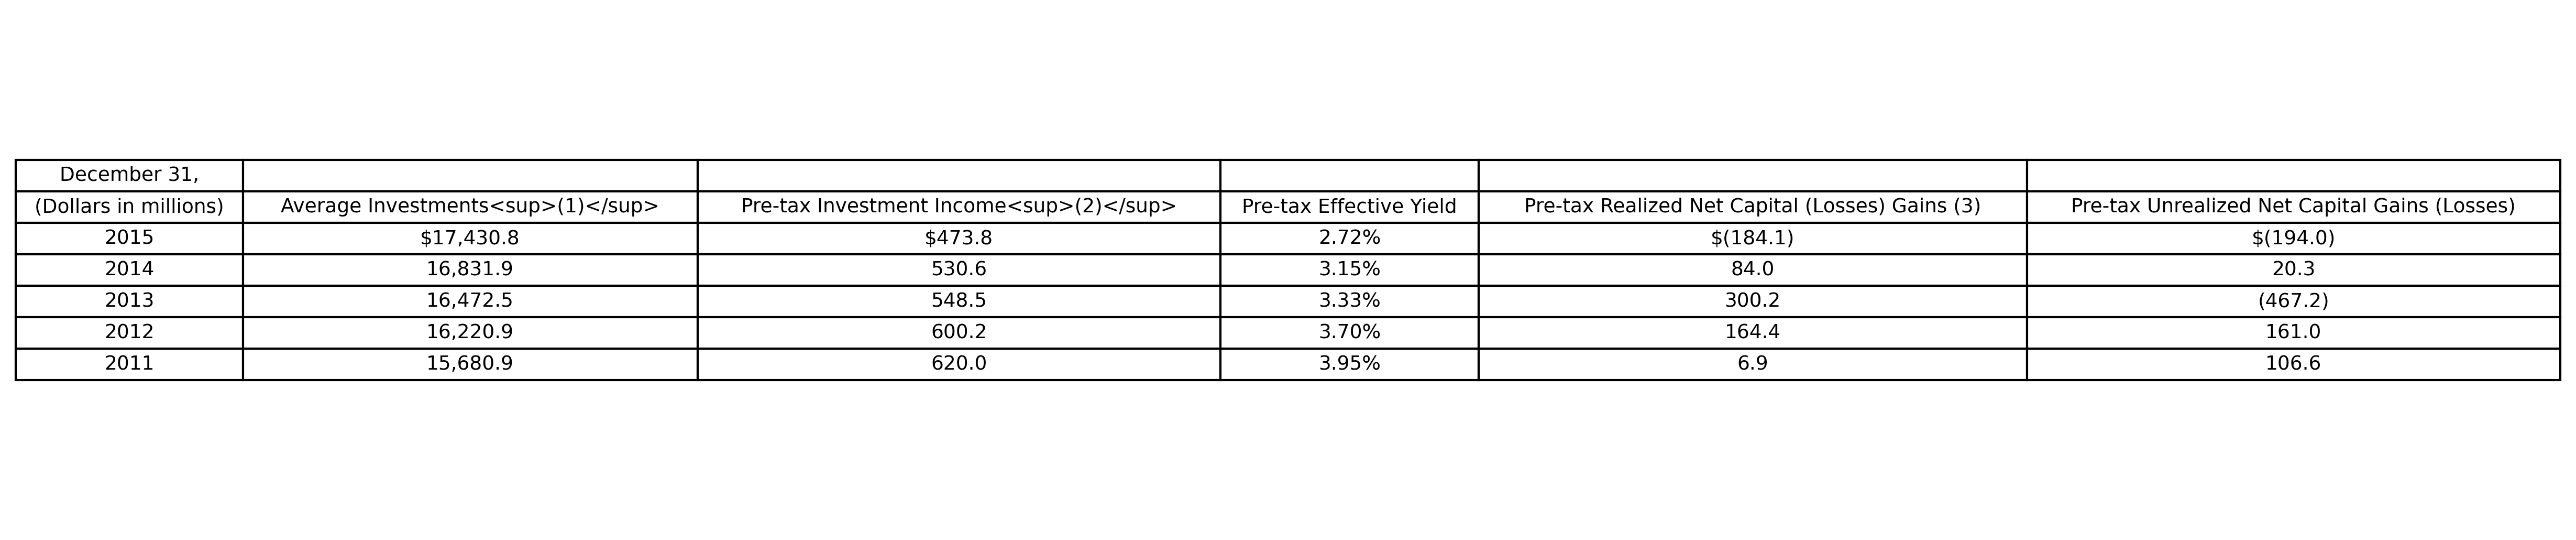 December 31,
(Dollars in millions) Average Investments<sup>(1)</sup> Pre-tax Investment Income<sup>(2)</sup> Pre-tax Effective Yield Pre-tax Realized Net Capital (Losses) Gains (3) Pre-tax Unrealized Net Capital Gains (Losses)
2015 $17,430.8 $473.8 2.72% $(184.1) $(194.0)
2014 16,831.9 530.6 3.15% 84.0 20.3
2013 16,472.5 548.5 3.33% 300.2 (467.2)
2012 16,220.9 600.2 3.70% 164.4 161.0
2011 15,680.9 620.0 3.95% 6.9 106.6